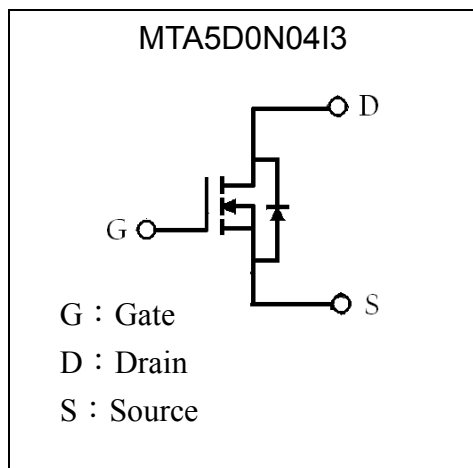 MTA5D0N04I3
D
G
S
G：Gate
D：Drain
S：Source